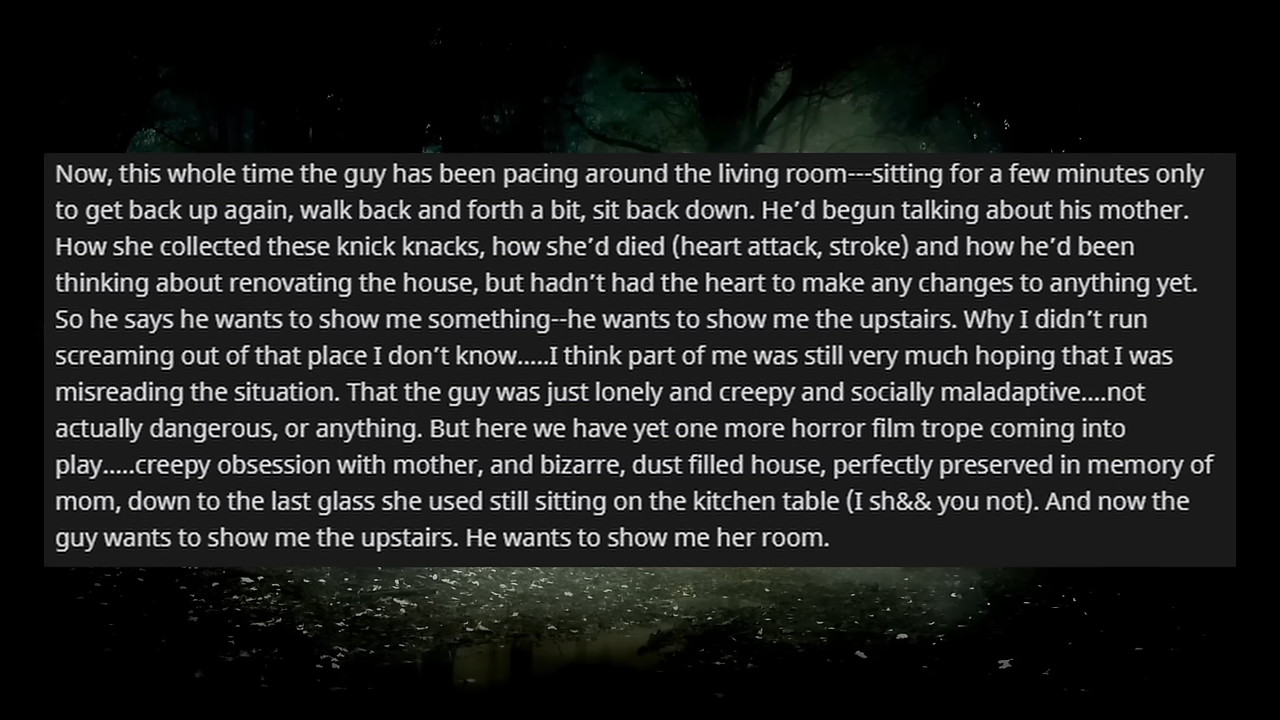 Now, this whole time the guy has been pacing around the living room---sitting for a few minutes only
to get back up again, walk back and forth a bit, sit back down. He’d begun talking about his mother.
How she collected these knick knacks, how she’d died (heart attack, stroke) and how he’d been
thinking about renovating the house, but hadn’t had the heart to make any changes to anything yet.
So he says he wants to show me something--he wants to show me the upstairs. Why I didn’t run
screaming out of that place I don’t know.....I think part of me was still very much hoping that I was
misreading the situation. That the guy was just lonely and creepy and socially maladaptive....not
actually dangerous, or anything. But here we have yet one more horror film trope coming into
play.....creepy obsession with mother, and bizarre, dust filled house, perfectly preserved in memory of
mom, down to the last glass she used still sitting on the kitchen table (I sh&& you not). And now the
guy wants to show me the upstairs. He wants to show me her room.